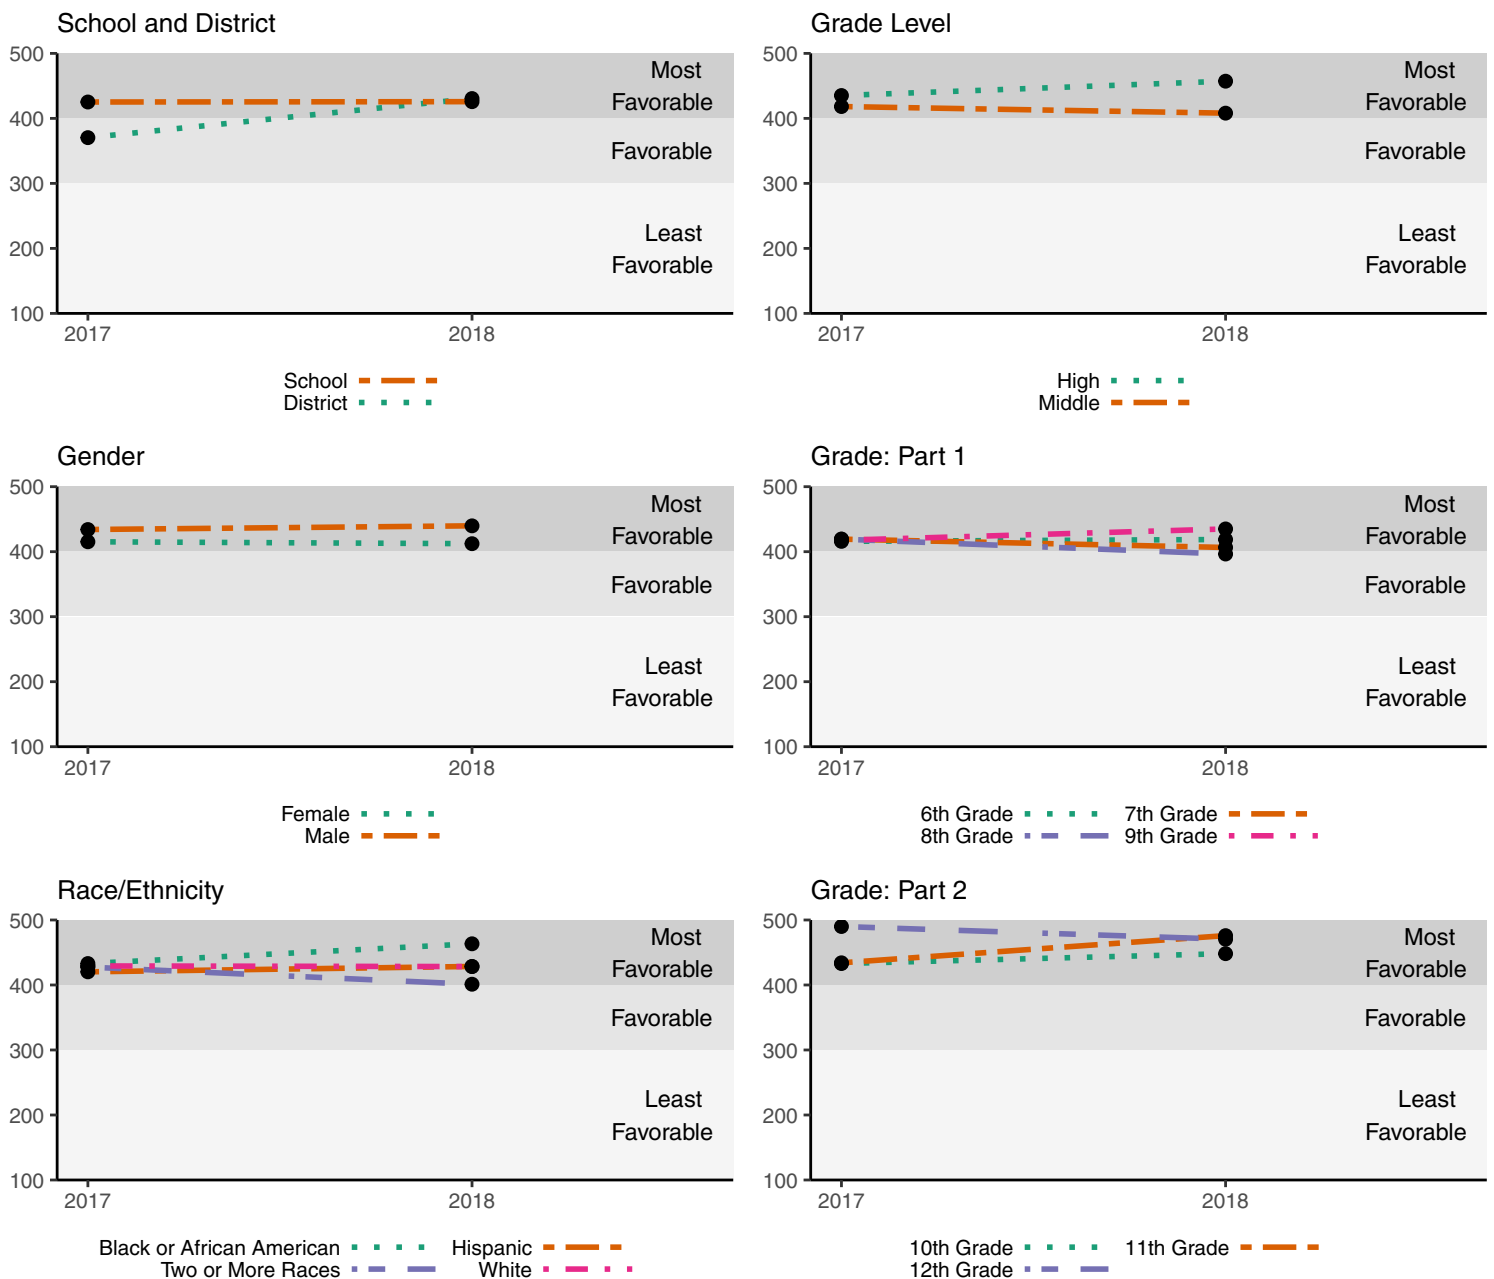 School and District
500
400
300
200
100
Most
Favorable
Favorable
Least
Favorable
2017 2018
School
District
Grade Level
500
400
300
200
100
Most
Favorable
Favorable
Least
Favorable
2017 2018
High
Middle
Gender
500
400
300
200
100
Most
Favorable
Favorable
Least
Favorable
2017 2018
Female
Male
Grade: Part 1
500
400
300
200
100
Most
Favorable
Favorable
Least
Favorable
2017 2018
6th Grade 7th Grade
8th Grade 9th Grade
Race/Ethnicity
500
400
300
200
100
Most
Favorable
Favorable
Least
Favorable
2017 2018
Black or African American Hispanic
Two or More Races White
Grade: Part 2
500
400
300
200
100
Most
Favorable
Favorable
Least
Favorable
2017 2018
10th Grade 11th Grade
12th Grade